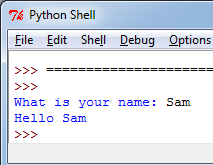 Python Shell
File Edit Shell Debug Options
>>> ======================
>>>
What is your name: Sam
Hello Sam
>>>